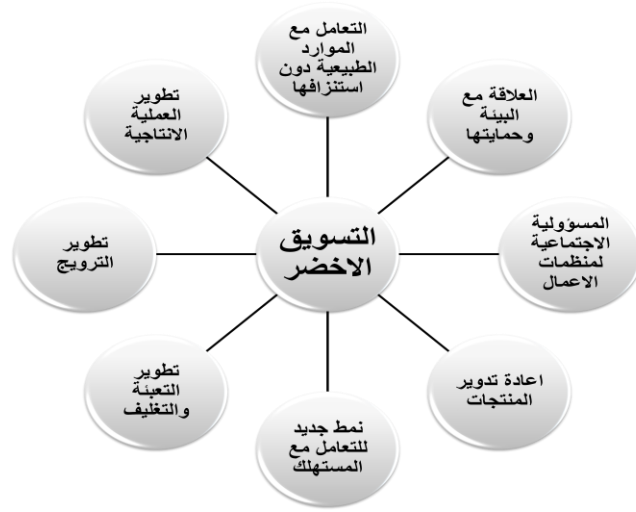 التعامل مع
الموارد
الطبيعية دون
استنزافها
العلاقة مع
البيئة
وحمايتها
المسؤولية
الاجتماعية
لمنظمات
الاعمال
اعادة تدوير
المنتجات
نمط جديد
للتعامل مع
المستهلك
تطوير
التعبئة
والتغليف
تطوير
الترويج
تطوير
العملية
الانتاجية
التسويق
الاخضر